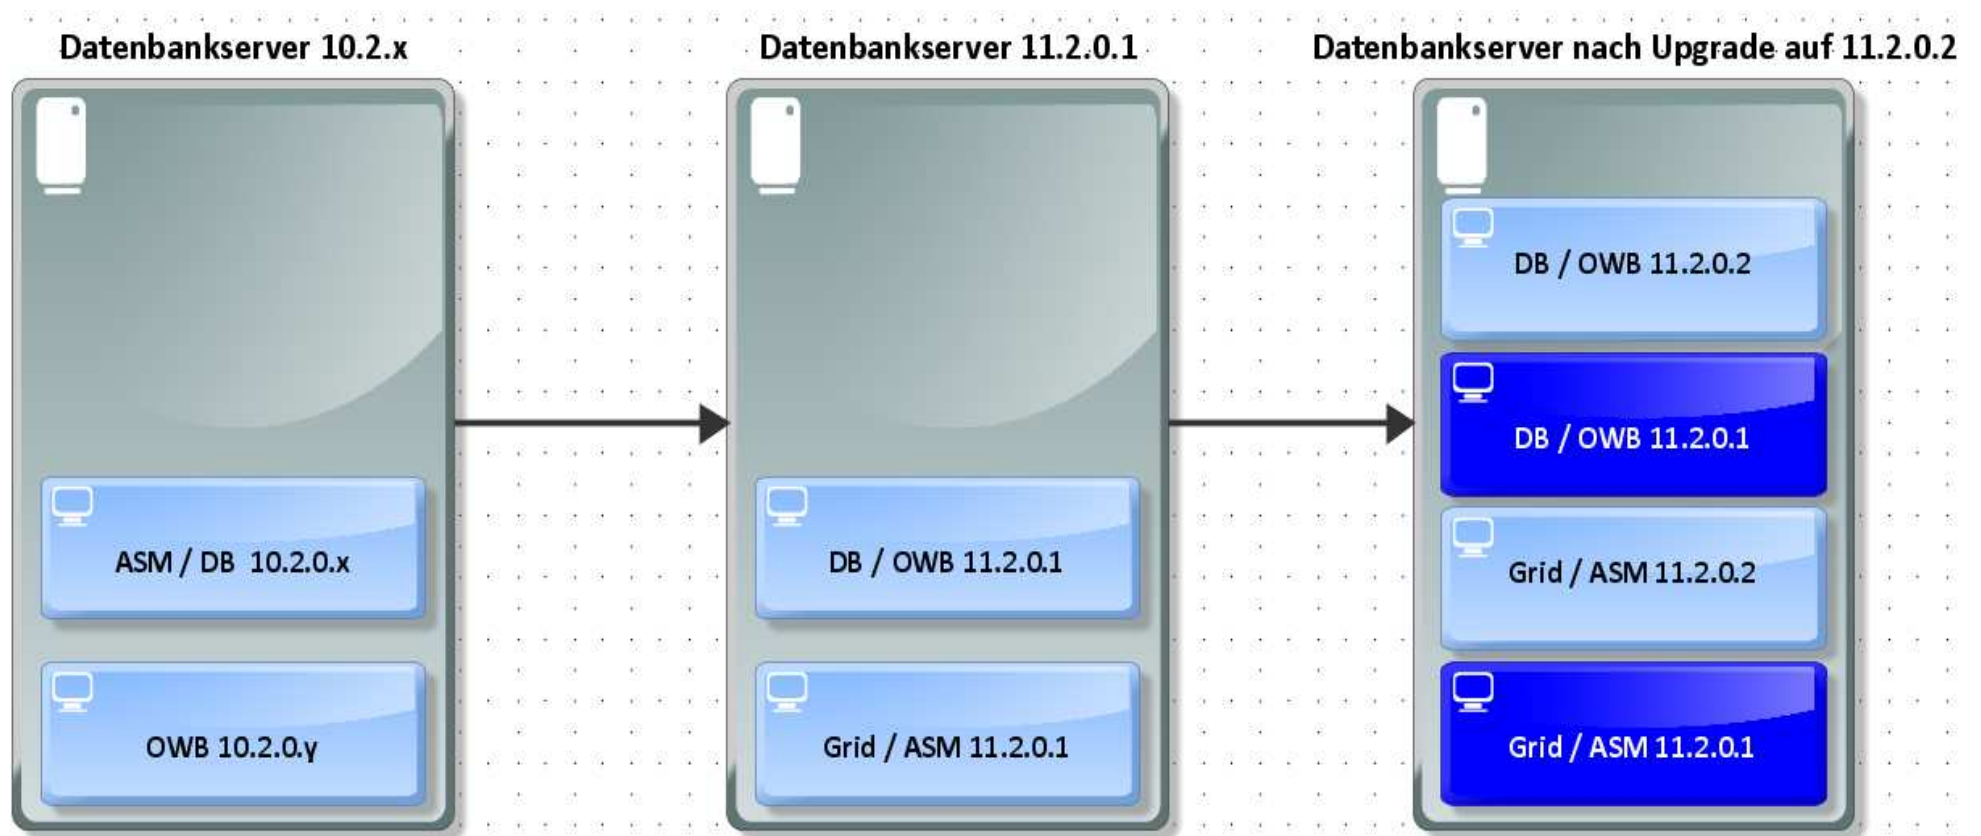 Datenbankserver 10.2.x
ASM / DB 10.2.0.x
OWB 10.2.0.y
Datenbankserver 11.2.0.1
DB / OWB 11.2.0.1
Grid / ASM 11.2.0.1
Datenbankserver nach Upgrade auf 11.2.0.2
DB / OWB 11.2.0.2
DB / OWB 11.2.0.1
Grid / ASM 11.2.0.2
Grid / ASM 11.2.0.1